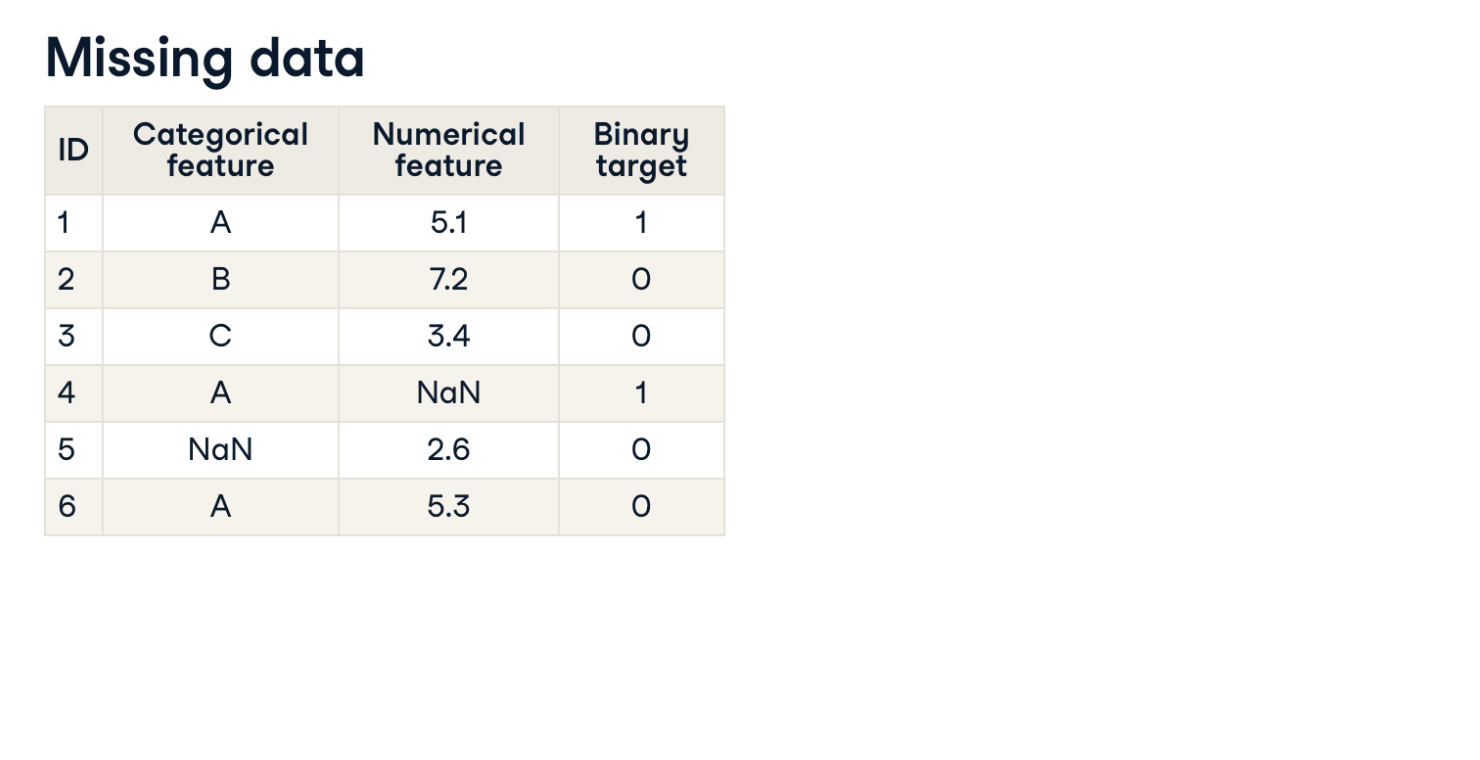 Missing data
ID Categorical feature Numerical feature Binary target
1 A 5.1 1
2 B 7.2 0
3 C 3.4 0
4 A NaN 1
5 NaN 2.6 0
6 A 5.3 0